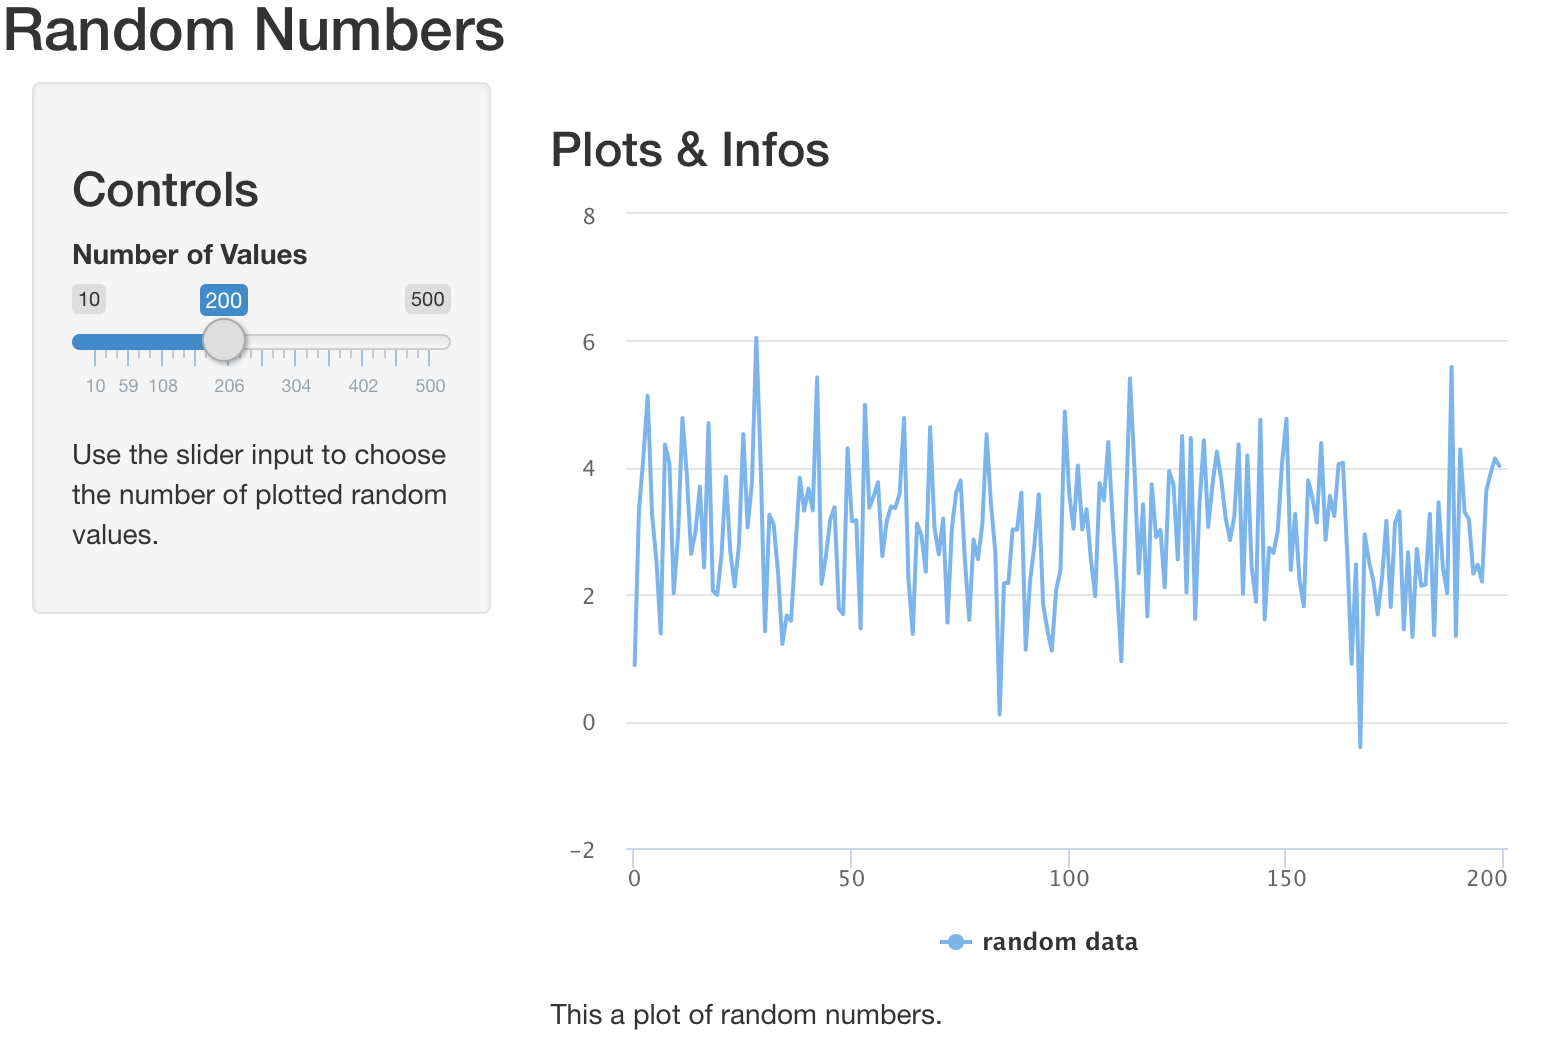 Random Numbers
Controls
Number of Values
10 200 500
10 59 108 206 304 402 500
Use the slider input to choose
the number of plotted random
values.
Plots & Infos
8
6
4
2
0
−2
0 50 100 150 200
random data
This a plot of random numbers.